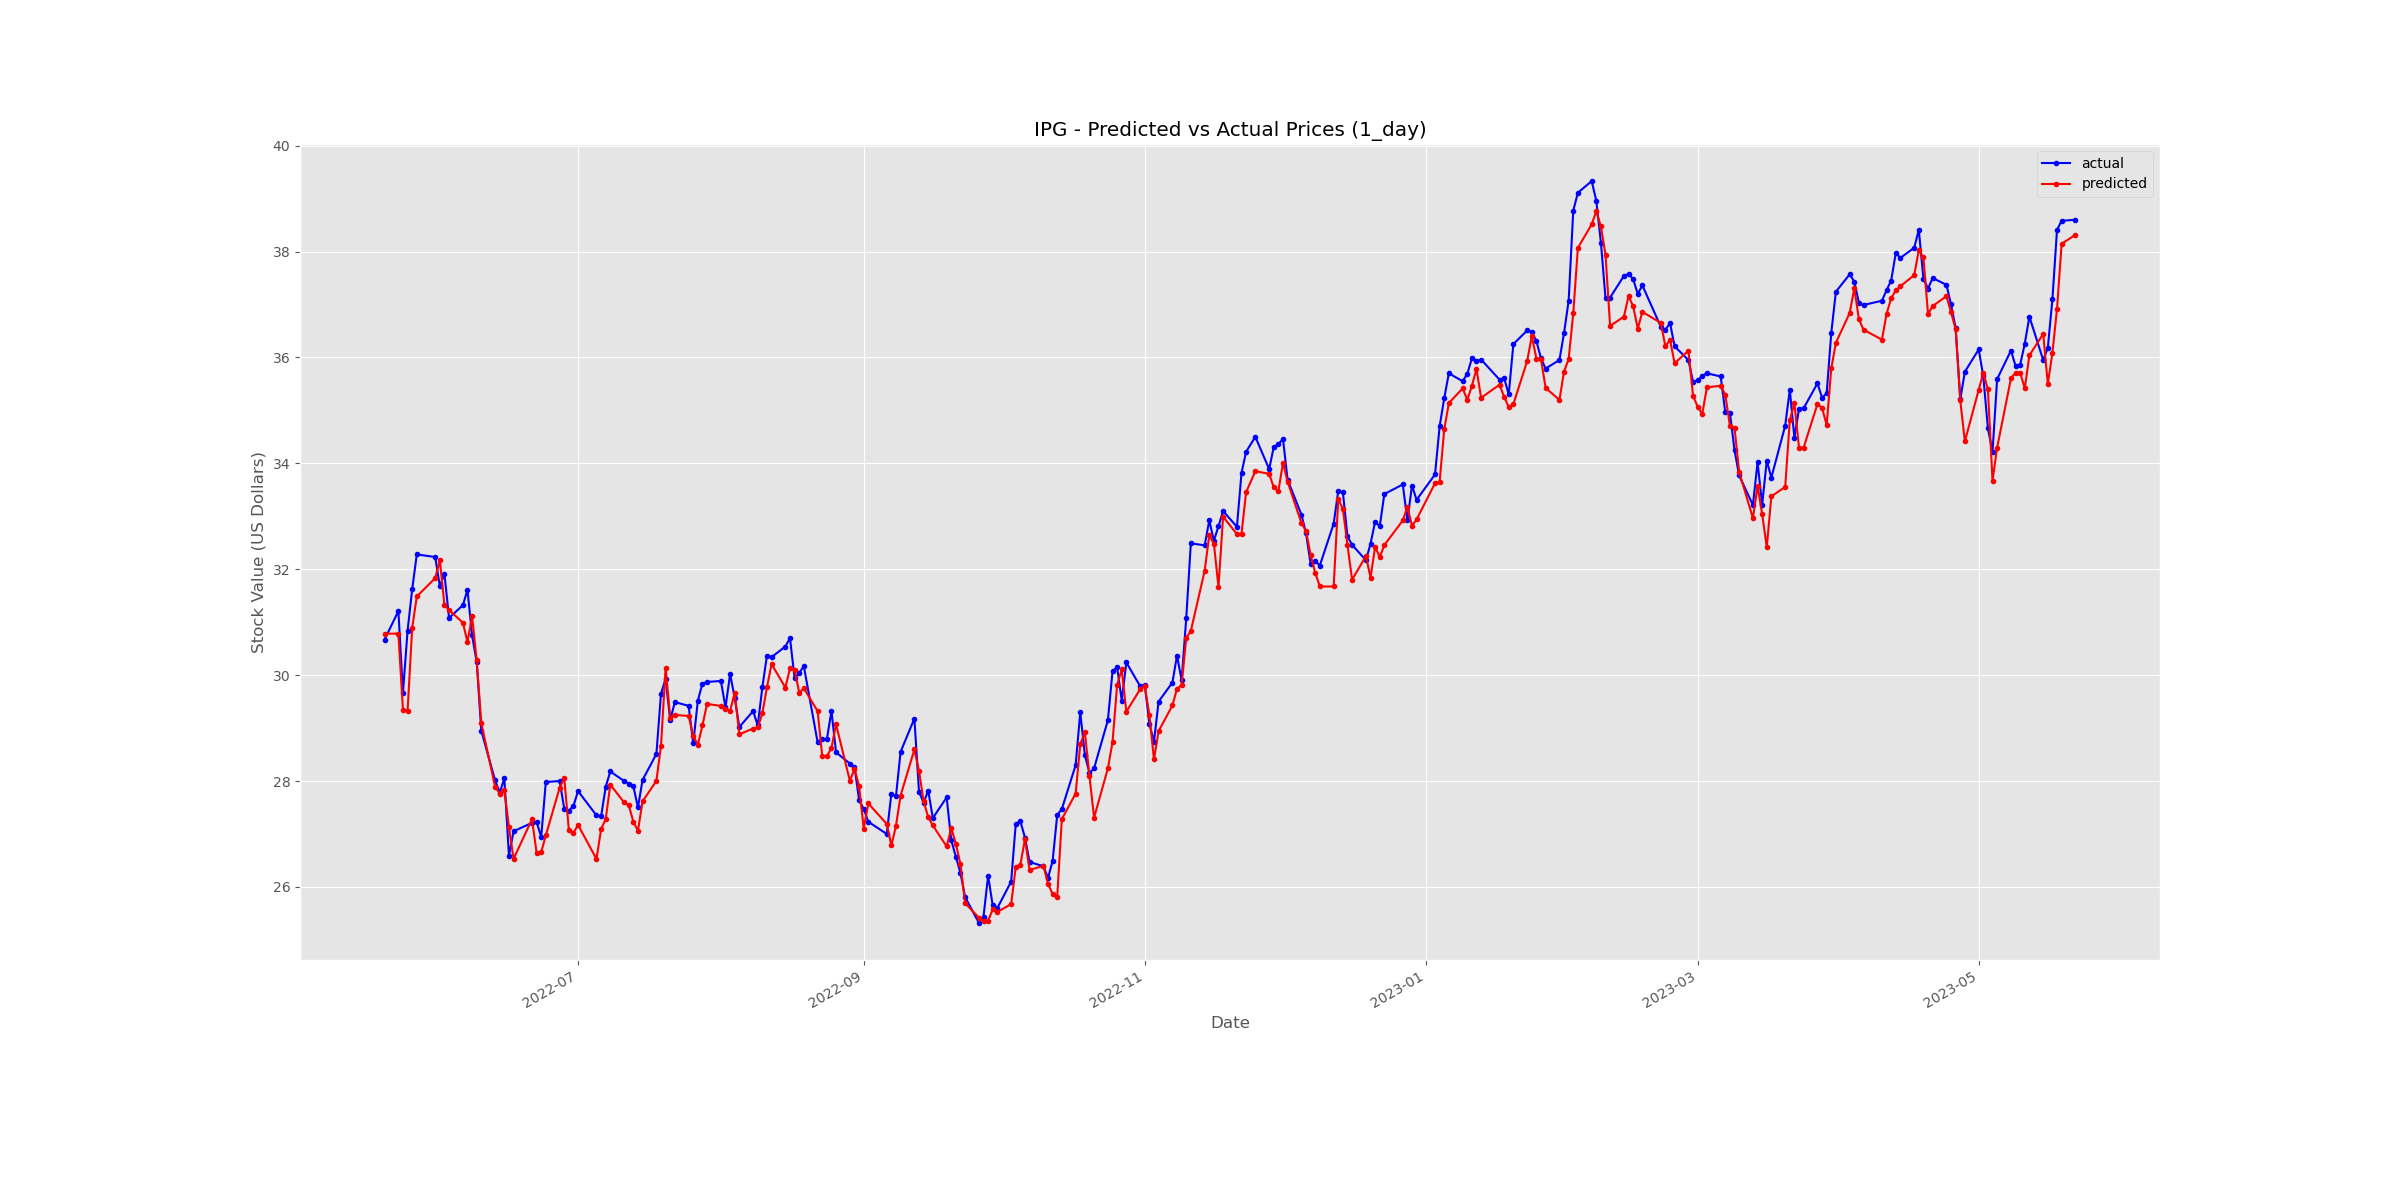 IPG - Predicted vs Actual Prices (1_day)
actual
predicted
Stock Value (US Dollars)
40
38
36
34
32
30
28
26
2022-07
2022-09
2022-11
2023-01
2023-03
2023-05
Date